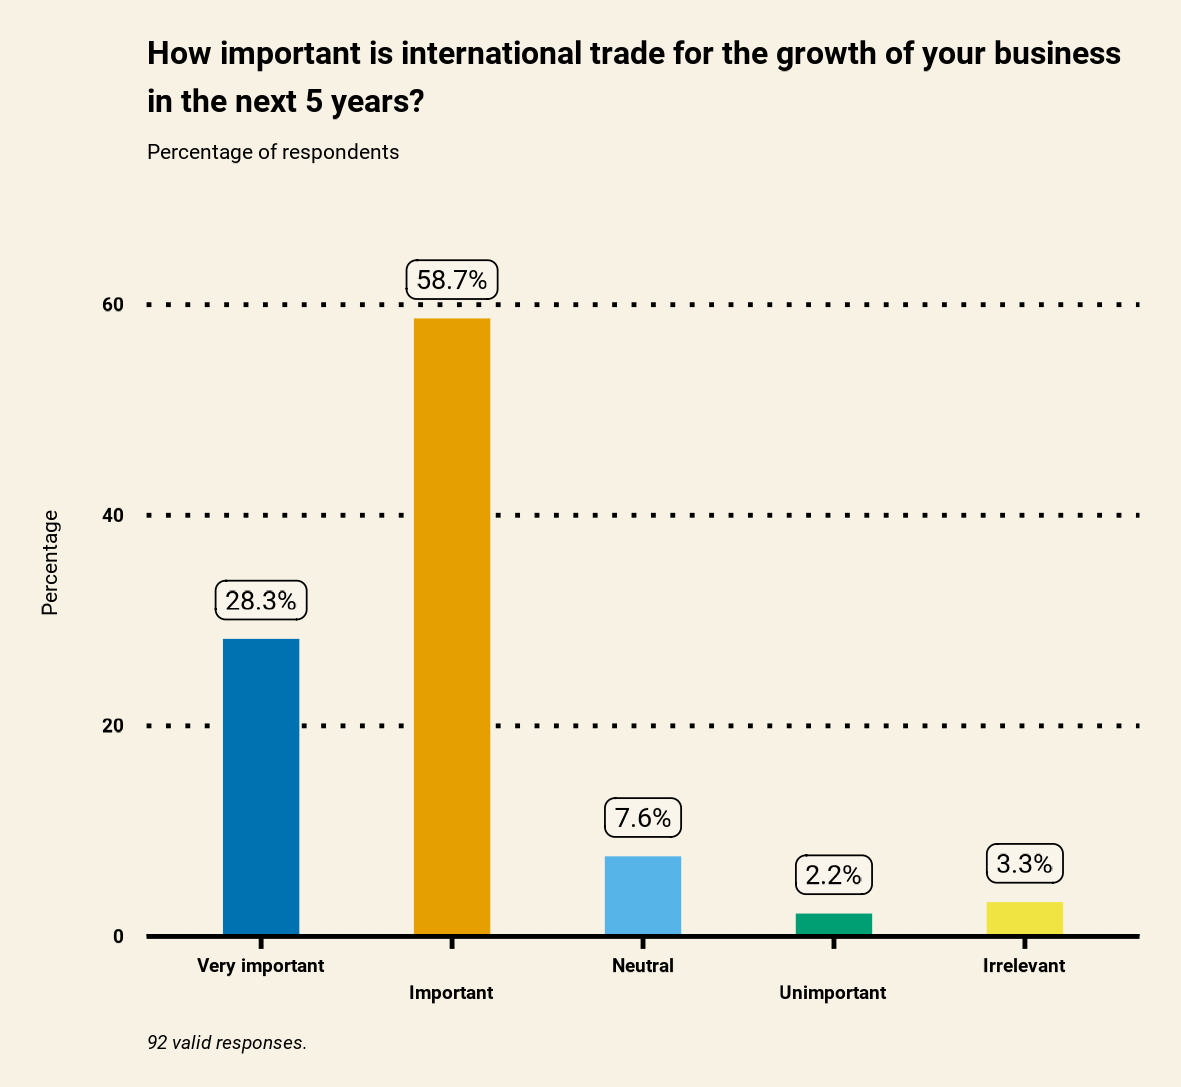 How important is international trade for the growth of your business
in the next 5 years?
Percentage of respondents
58.7%
60
40
Percentage
28.3%
20
7.6%
2.2%
3.3%
0
Very important
Important
Neutral
Unimportant
Irrelevant
92 valid responses.